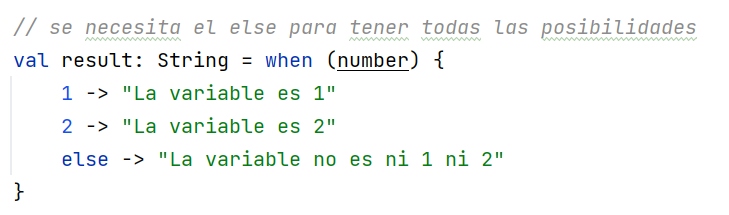 // se necesita el else para tener todas las posibilidades
val result: String = when (number) {
    1 -> "La variable es 1"
    2 -> "La variable es 2"
    else -> "La variable no es ni 1 ni 2"
}